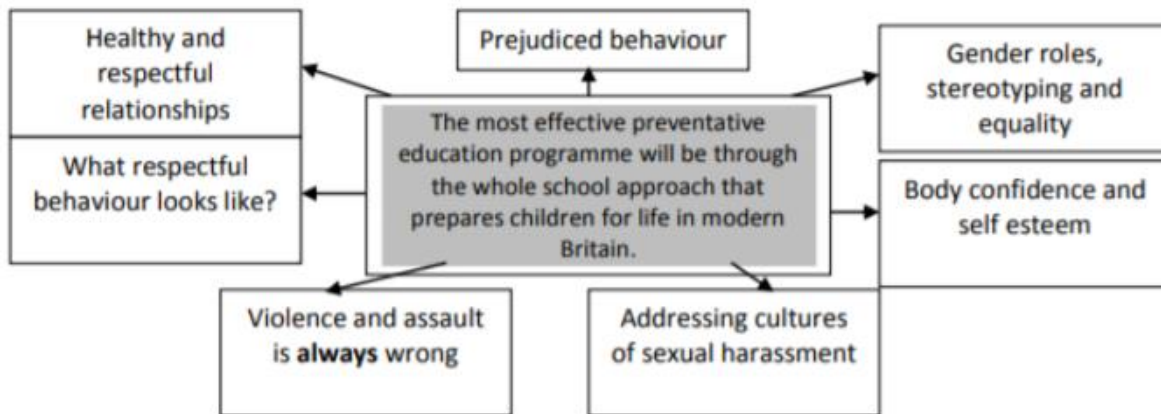 Healthy and
respectful
relationships
Prejudiced behaviour
Gender roles,
stereotyping and
equality
The most effective preventative
education programme will be through
the whole school approach that
prepares children for life in modern
Britain.
What respectful
behaviour looks like?
Body confidence and
self esteem
Violence and assault
is always wrong
Addressing cultures
of sexual harassment